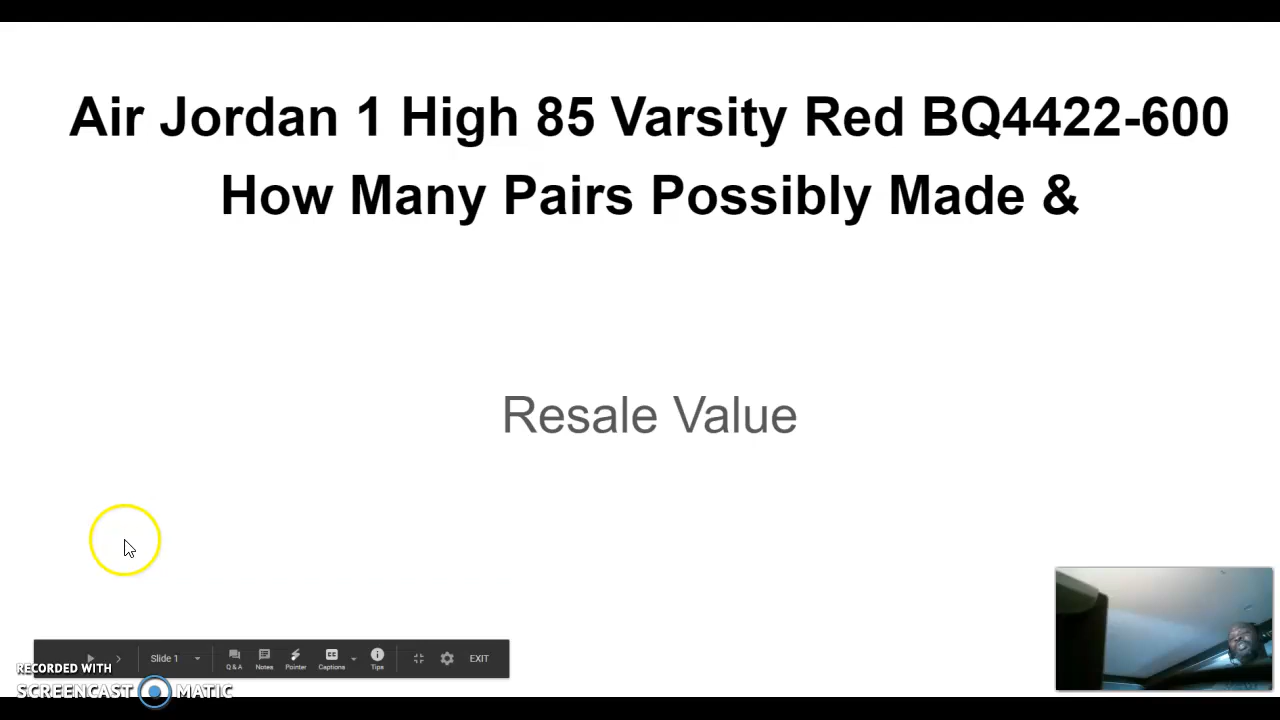 Air Jordan 1 High 85 Varsity Red BQ4422-600
How Many Pairs Possibly Made &
Resale Value
Slide 1
Q & A
Notes
Pointer
CC
Captions
Tips
EXIT
RECORDED WITH
SCREENCAST MATIC